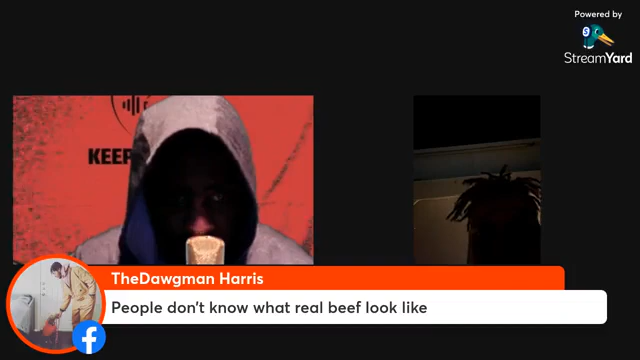 Powered by
StreamYard
KEEP
TheDawgman Harris
People don't know what real beef look like